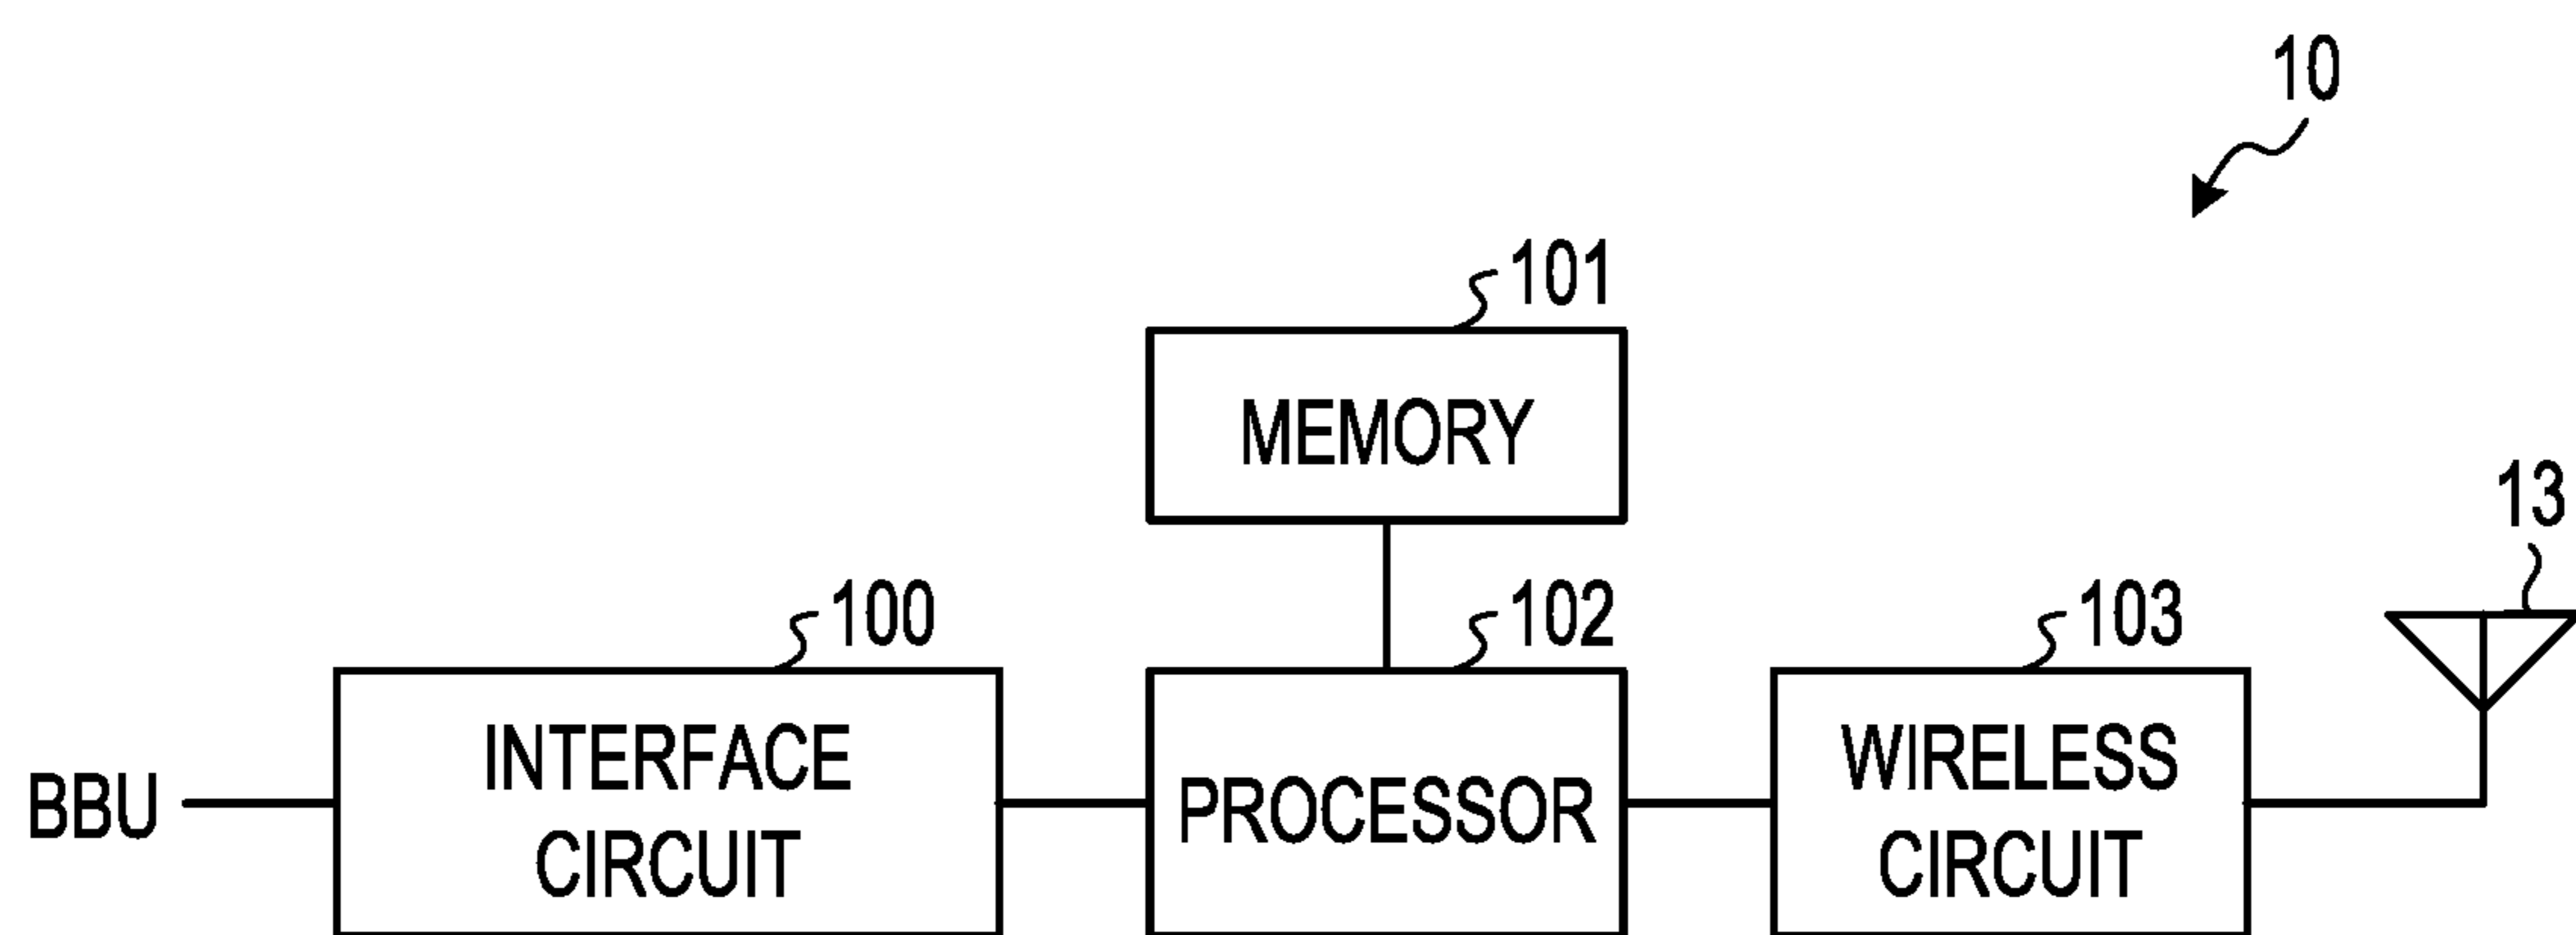 10
101
MEMORY
13
100
102
103
BBU
INTERFACE
CIRCUIT
PROCESSOR
WIRELESS
CIRCUIT